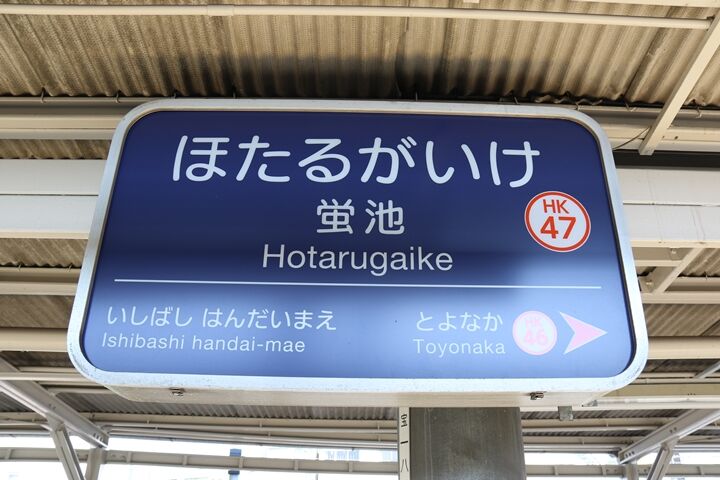 ほたるがいけ
蛍池
Hotarugaike
HK
47
いしばし はんだいまえ
Ishibashi handai-mae
とよなか
Toyonaka
HK
46